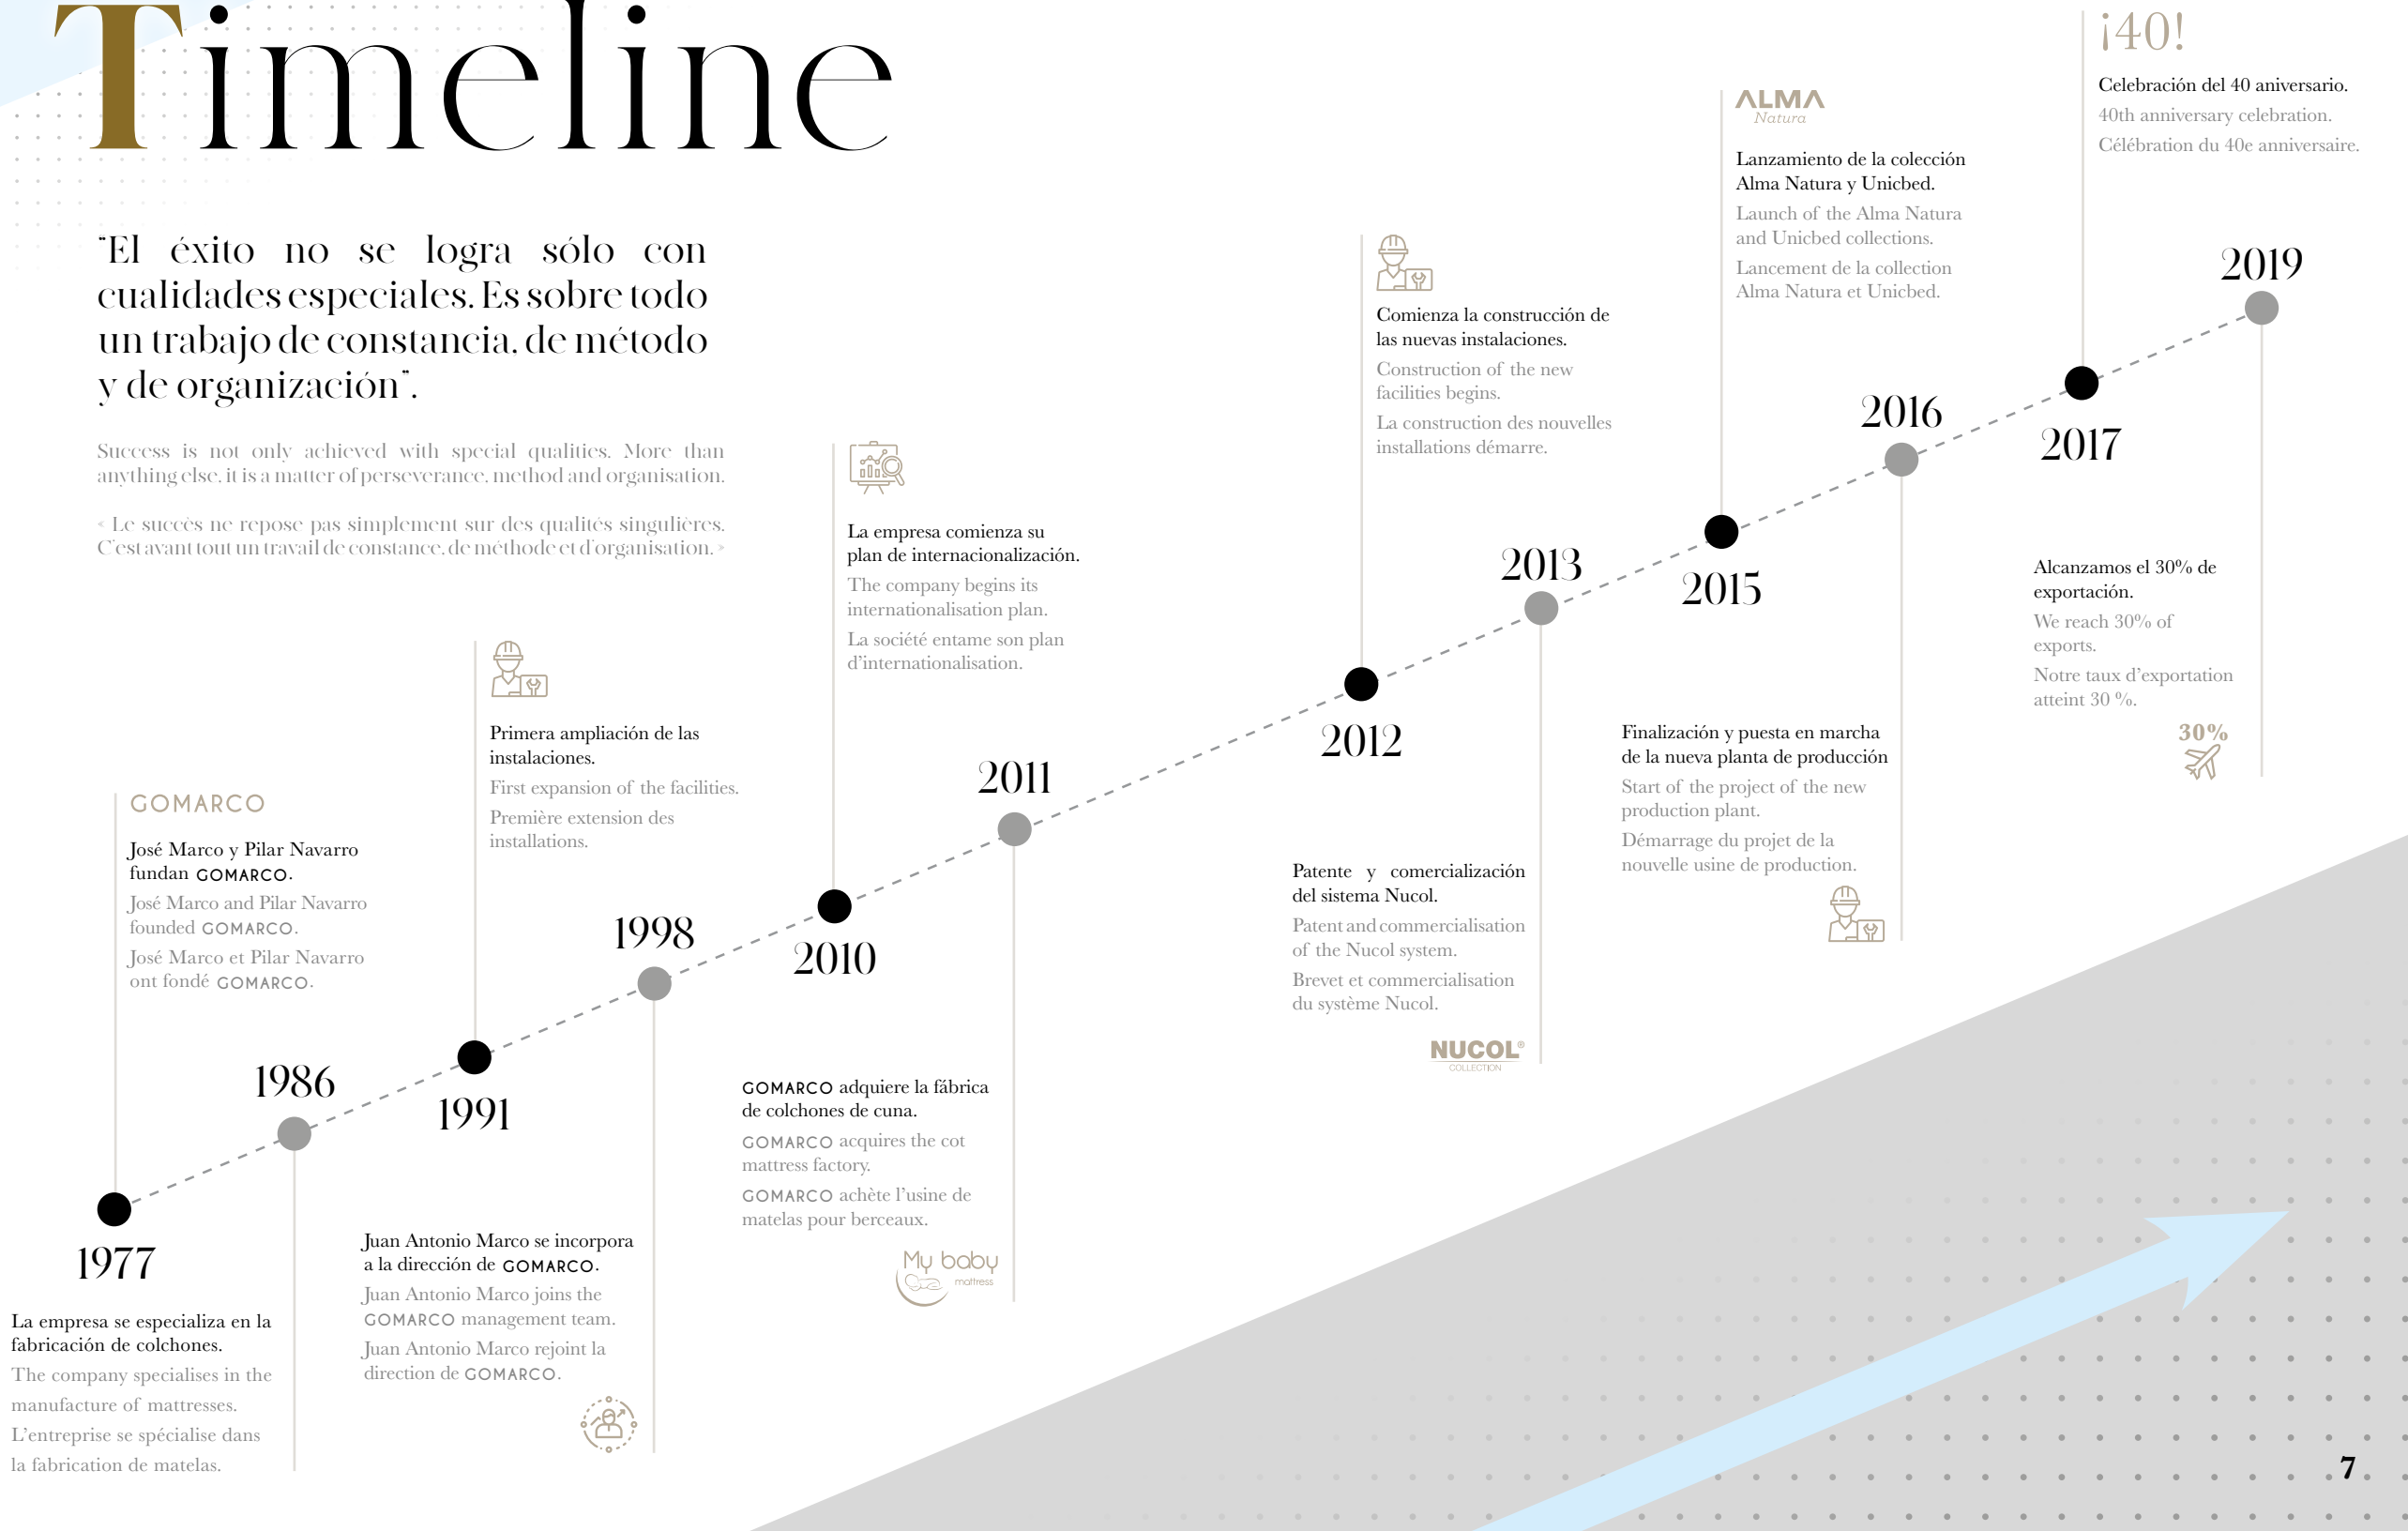 Timeline
"El éxito no se logra sólo con
cualidades especiales. Es sobre todo
un trabajo de constancia, de método
y de organización".
Success is not only achieved with special qualities. More than
anything else, it is a matter of perseverance, method and organisation.
« Le succès ne repose pas simplement sur des qualités singulières.
C'est avant tout un travail de constance, de méthode et d'organisation. »
GOMARCO
José Marco y Pilar Navarro
fundan GOMARCO.
José Marco and Pilar Navarro
founded GOMARCO.
José Marco et Pilar Navarro
ont fondé GOMARCO.
1977
1986
La empresa se especializa en la
fabricación de colchones.
The company specialises in the
manufacture of mattresses.
L'entreprise se spécialise dans
la fabrication de matelas.
Primera ampliación de las
instalaciones.
First expansion of the facilities.
Première extension des
installations.
1991
1998
Juan Antonio Marco se incorpora
a la dirección de GOMARCO.
Juan Antonio Marco joins the
GOMARCO management team.
Juan Antonio Marco rejoint la
direction de GOMARCO.
La empresa comienza su
plan de internacionalización.
The company begins its
internationalisation plan.
La société entame son plan
d'internationalisation.
2010
2011
GOMARCO adquiere la fábrica
de colchones de cuna.
GOMARCO acquires the cot
mattress factory.
GOMARCO achète l'usine de
matelas pour berceaux.
My baby
mattress
Comienza la construcción de
las nuevas instalaciones.
Construction of the new
facilities begins.
La construction des nouvelles
installations démarre.
2012
2013
Patente y comercialización
del sistema Nucol.
Patent and commercialisation
of the Nucol system.
Brevet et commercialisation
du système Nucol.
NUCOL®
COLLECTION
ALMA
Natura
Lanzamiento de la colección
Alma Natura y Unicbed.
Launch of the Alma Natura
and Unicbed collections.
Lancement de la collection
Alma Natura et Unicbed.
2015
2016
Finalización y puesta en marcha
de la nueva planta de producción
Start of the project of the new
production plant.
Démarrage du projet de la
nouvelle usine de production.
¡40!
Celebración del 40 aniversario.
40th anniversary celebration.
Célébration du 40e anniversaire.
2017
2019
Alcanzamos el 30% de
exportación.
We reach 30% of
exports.
Notre taux d'exportation
atteint 30 %.
30%
7